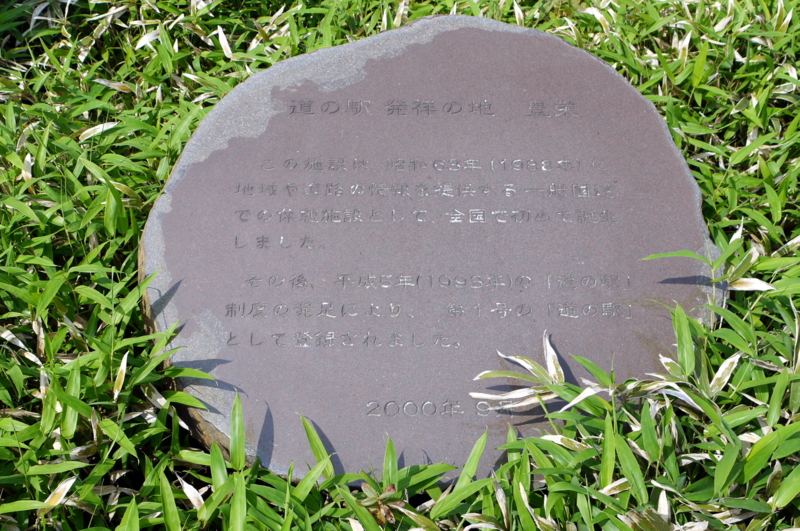 道の駅 発祥の地 豊栄
この施設は、昭和63年(1988年)に、
地域や道路の情報を提供する一般国道
での休憩施設として、全国で初めて誕生
しました。
その後、平成5年(1993年)の「道の駅」
制度の発足により、第1号の「道の駅」
として登録されました。
2000年 9月